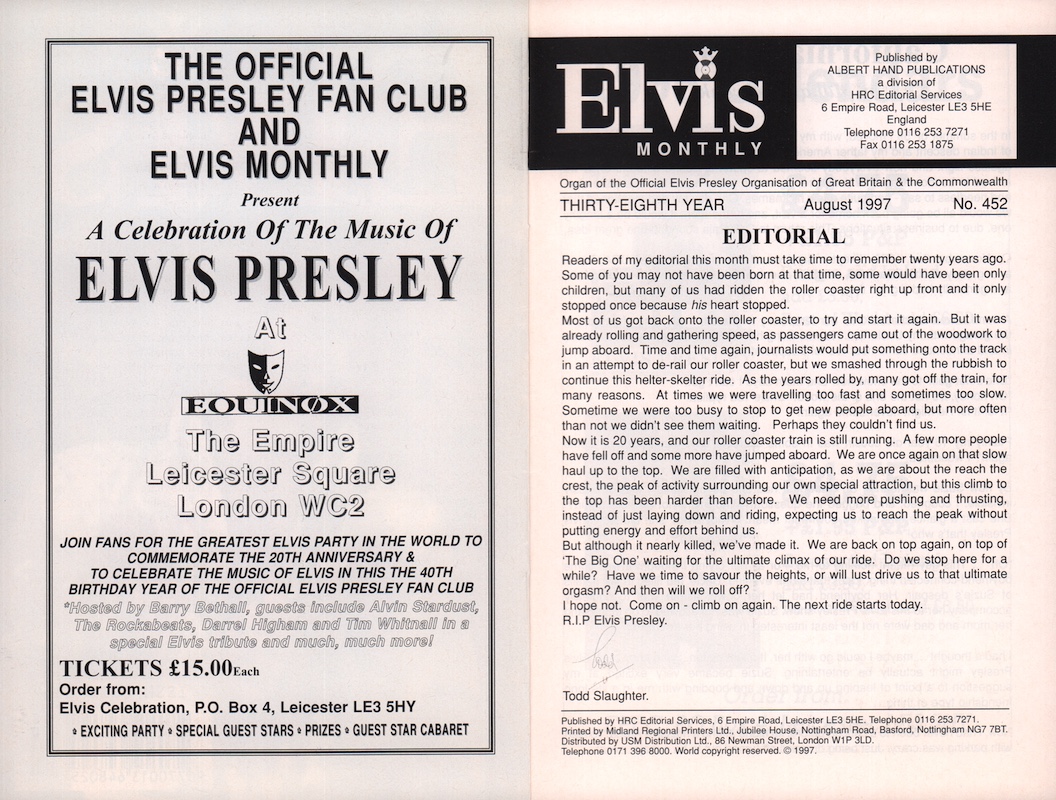 THE OFFICIAL
ELVIS PRESLEY FAN CLUB
AND
ELVIS MONTHLY
Present
A Celebration Of The Music Of
ELVIS PRESLEY
At
EQUINOX
The Empire
Leicester Square
London WC2
JOIN FANS FOR THE GREATEST ELVIS PARTY IN THE WORLD TO
COMMEMORATE THE 20TH ANNIVERSARY &
TO CELEBRATE THE MUSIC OF ELVIS IN THIS THE 40TH
BIRTHDAY YEAR OF THE OFFICIAL ELVIS PRESLEY FAN CLUB
*Hosted by Barry Bethall, guests include Alvin Stardust,
The Rockabeats, Darrel Higham and Tim Whitnall in a
special Elvis tribute and much, much more!
TICKETS £15.00Each
Order from:
Elvis Celebration, P.O. Box 4, Leicester LE3 5HY
* EXCITING PARTY * SPECIAL GUEST STARS * PRIZES * GUEST STAR CABARET
Elvis
MONTHLY
Published by
ALBERT HAND PUBLICATIONS
a division of
HRC Editorial Services
6 Empire Road, Leicester LE3 5HE
England
Telephone 0116 253 7271
Fax 0116 253 1875
Organ of the Official Elvis Presley Organisation of Great Britain & the Commonwealth
THIRTY-EIGHTH YEAR August 1997 No. 452
EDITORIAL
Readers of my editorial this month must take time to remember twenty years ago.
Some of you may not have been born at that time, some would have been only
children, but many of us had ridden the roller coaster right up front and it only
stopped once because his heart stopped.
Most of us got back onto the roller coaster, to try and start it again. But it was
already rolling and gathering speed, as passengers came out of the woodwork to
jump aboard. Time and time again, journalists would put something onto the track
in an attempt to de-rail our roller coaster, but we smashed through the rubbish to
continue this helter-skelter ride. As the years rolled by, many got off the train, for
many reasons. At times we were travelling too fast and sometimes too slow.
Sometime we were too busy to stop to get new people aboard, but more often
than not we didn't see them waiting. Perhaps they couldn't find us.
Now it is 20 years, and our roller coaster train is still running. A few more people
have fell off and some more have jumped aboard. We are once again on that slow
haul up to the top. We are filled with anticipation, as we are about the reach the
crest, the peak of activity surrounding our own special attraction, but this climb to
the top has been harder than before. We need more pushing and thrusting,
instead of just laying down and riding, expecting us to reach the peak without
putting energy and effort behind us.
But although it nearly killed, we've made it. We are back on top again, on top of
'The Big One' waiting for the ultimate climax of our ride. Do we stop here for a
while? Have we time to savour the heights, or will lust drive us to that ultimate
orgasm? And then will we roll off?
I hope not. Come on - climb on again. The next ride starts today.
R.I.P Elvis Presley.
Todd
Todd Slaughter.
Published by HRC Editorial Services, 6 Empire Road, Leicester LE3 5HE. Telephone 0116 253 7271.
Printed by Midland Regional Printers Ltd., Jubilee House, Nottingham Road, Basford, Nottingham NG7 7BT.
Distributed by USM Distribution Ltd., 86 Newman Street, London W1P 3LD.
Telephone 0171 396 8000. World copyright reserved. © 1997.